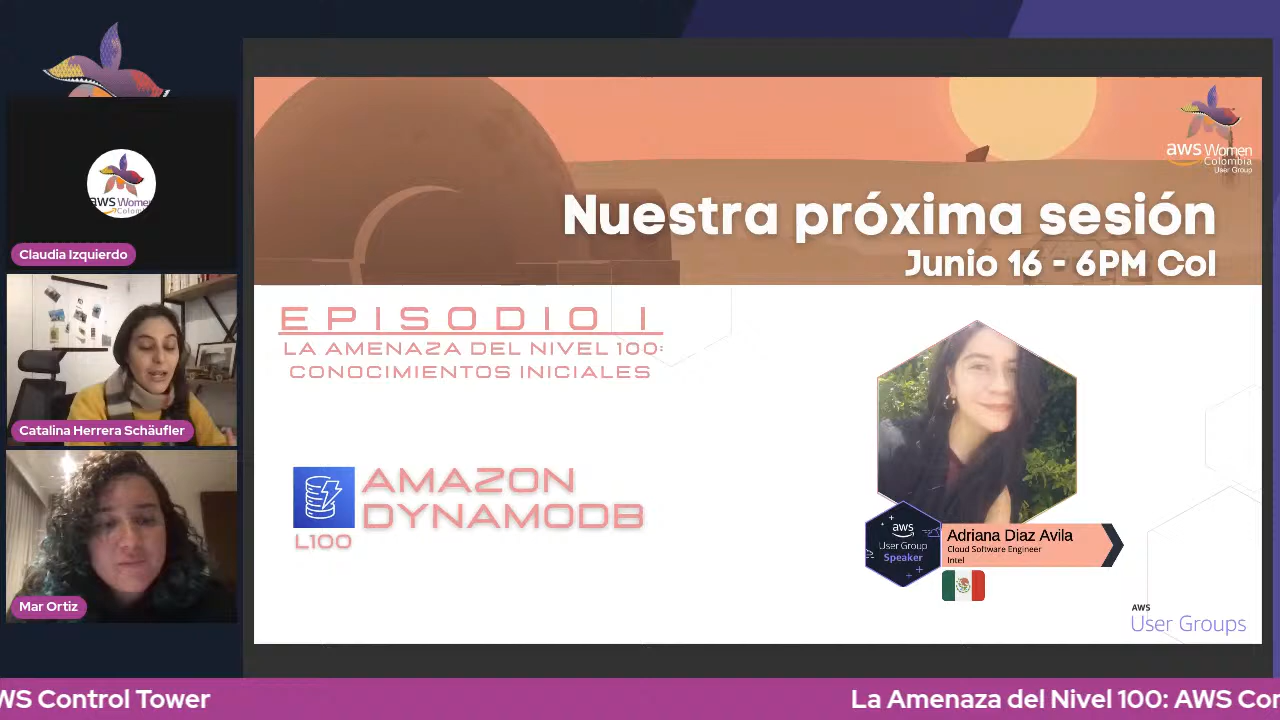 aws Women
Colombia
Claudia Izquierdo
Catalina Herrera Schäufler
Mar Ortiz
aws Women
Colombia
User Group
Nuestra próxima sesión
Junio 16 - 6PM Col
EPISODIO I
LA AMENAZA DEL NIVEL 100:
CONOCIMIENTOS INICIALES
AMAZON
DYNAMODB
L100
aws
User Group
Speaker
Adriana Diaz Avila
Cloud Software Engineer
Intel
AWS
User Groups
WS Control Tower
La Amenaza del Nivel 100: AWS Con